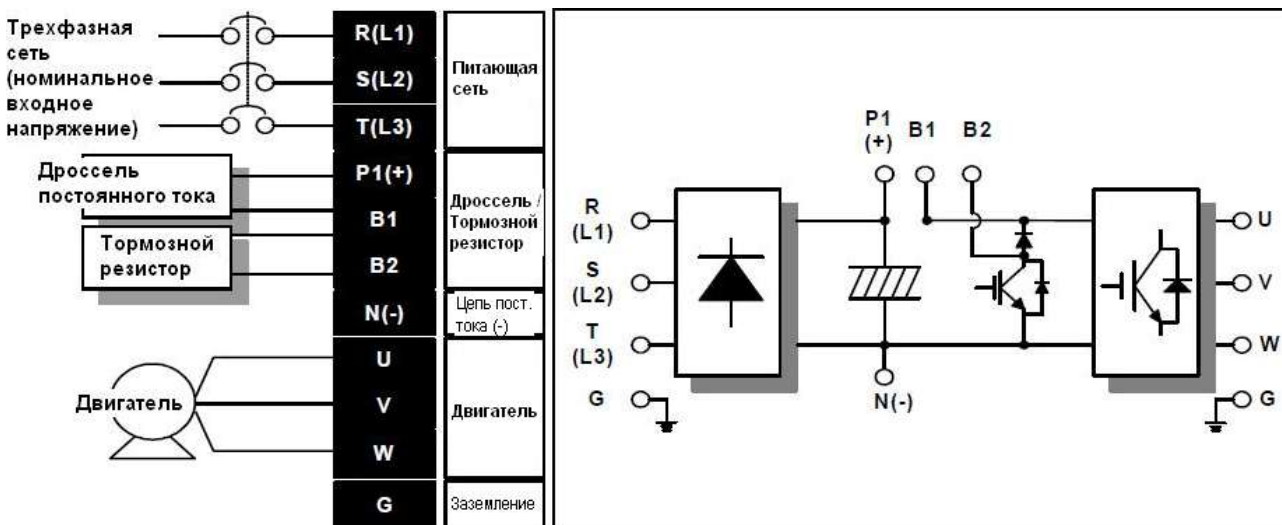 Трехфазная
сеть
(номинальное
входное
напряжение)
R(L1)
S(L2)
T(L3)
Питающая
сеть
Дроссель
постоянного тока
Тормозной
резистор
P1(+)
B1
B2
Дроссель /
Тормозной
резистор
N(-)
Цепь пост.
тока (-)
Двигатель
U
V
W
Двигатель
G
Заземление
P1
(+)
B1
B2
R
(L1)
S
(L2)
T
(L3)
G
N(-)
U
V
W
G